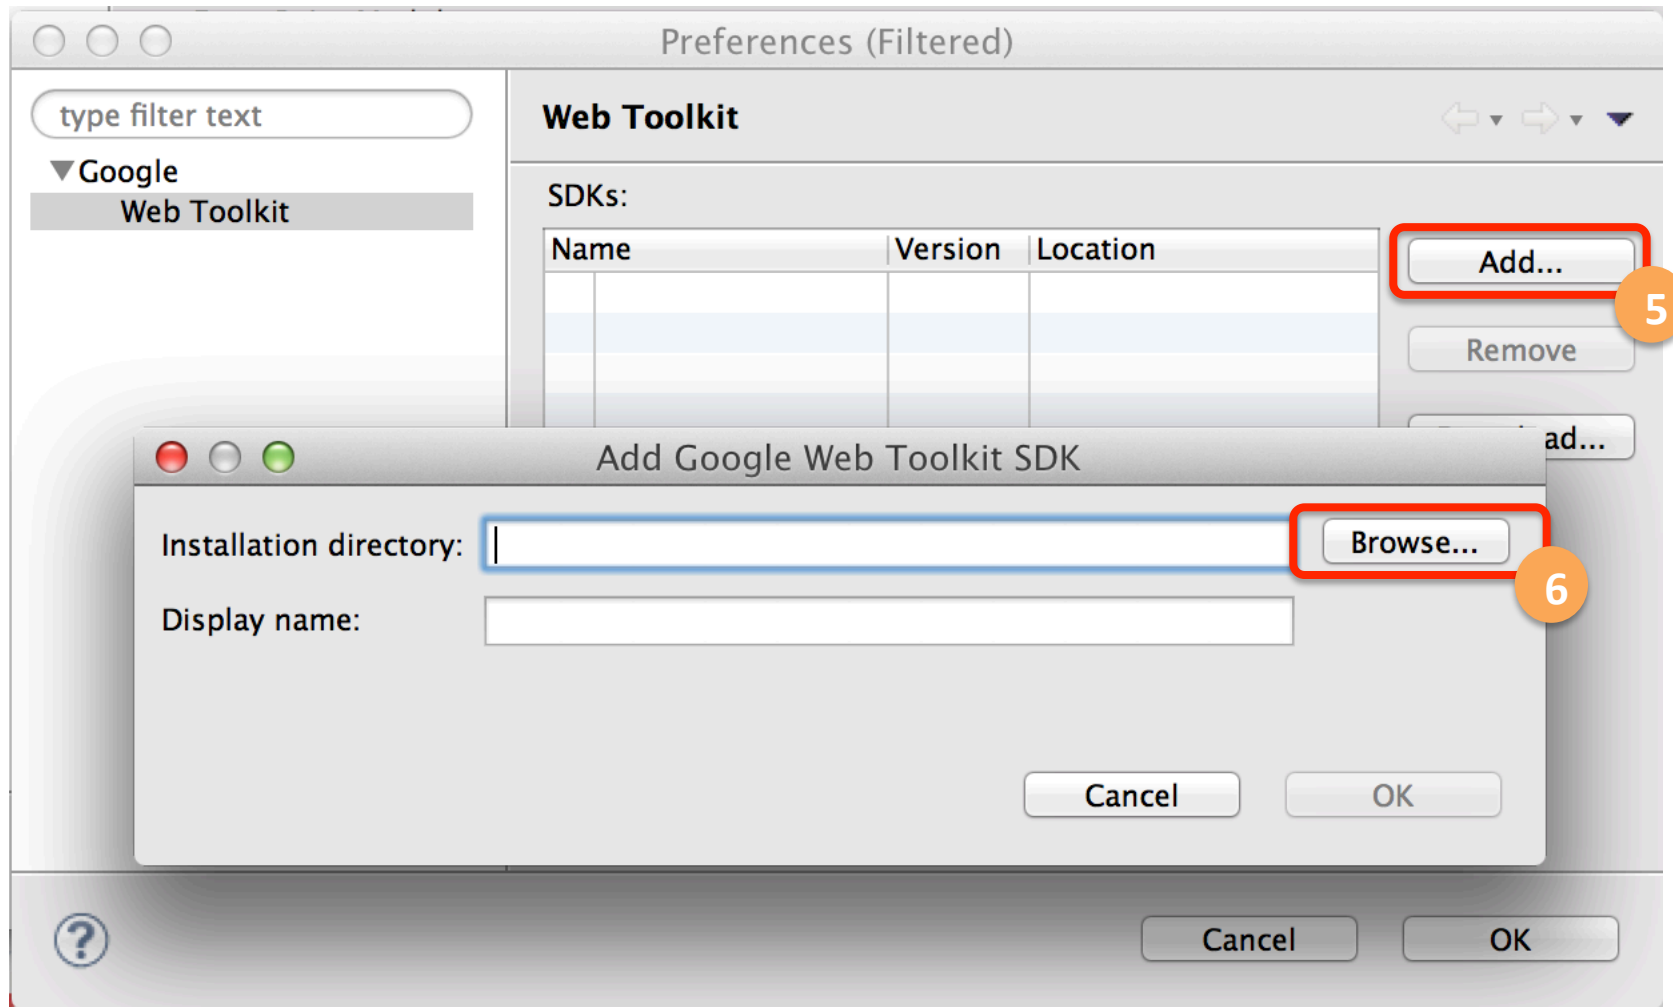 Preferences (Filtered)
type filter text
Google
Web Toolkit
Web Toolkit
SDKs:
Name Version Location
Add...
5
Remove
ad...
Add Google Web Toolkit SDK
Installation directory:
Browse...
6
Display name:
Cancel OK
?
Cancel OK